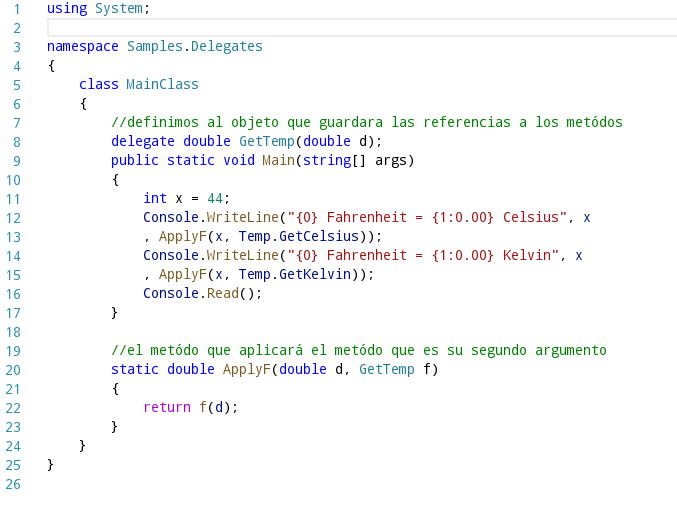 1 using System;
2
3 namespace Samples.Delegates
4 {
5     class MainClass
6     {
7         //definimos al objeto que guardara las referencias a los metódos
8         delegate double GetTemp(double d);
9         public static void Main(string[] args)
10         {
11             int x = 44;
12             Console.WriteLine("{0} Fahrenheit = {1:0.00} Celsius", x
13             , ApplyF(x, Temp.GetCelsius));
14             Console.WriteLine("{0} Fahrenheit = {1:0.00} Kelvin", x
15             , ApplyF(x, Temp.GetKelvin));
16             Console.Read();
17         }
18
19         //el metódo que aplicará el metódo que es su segundo argumento
20         static double ApplyF(double d, GetTemp f)
21         {
22             return f(d);
23         }
24     }
25 }
26